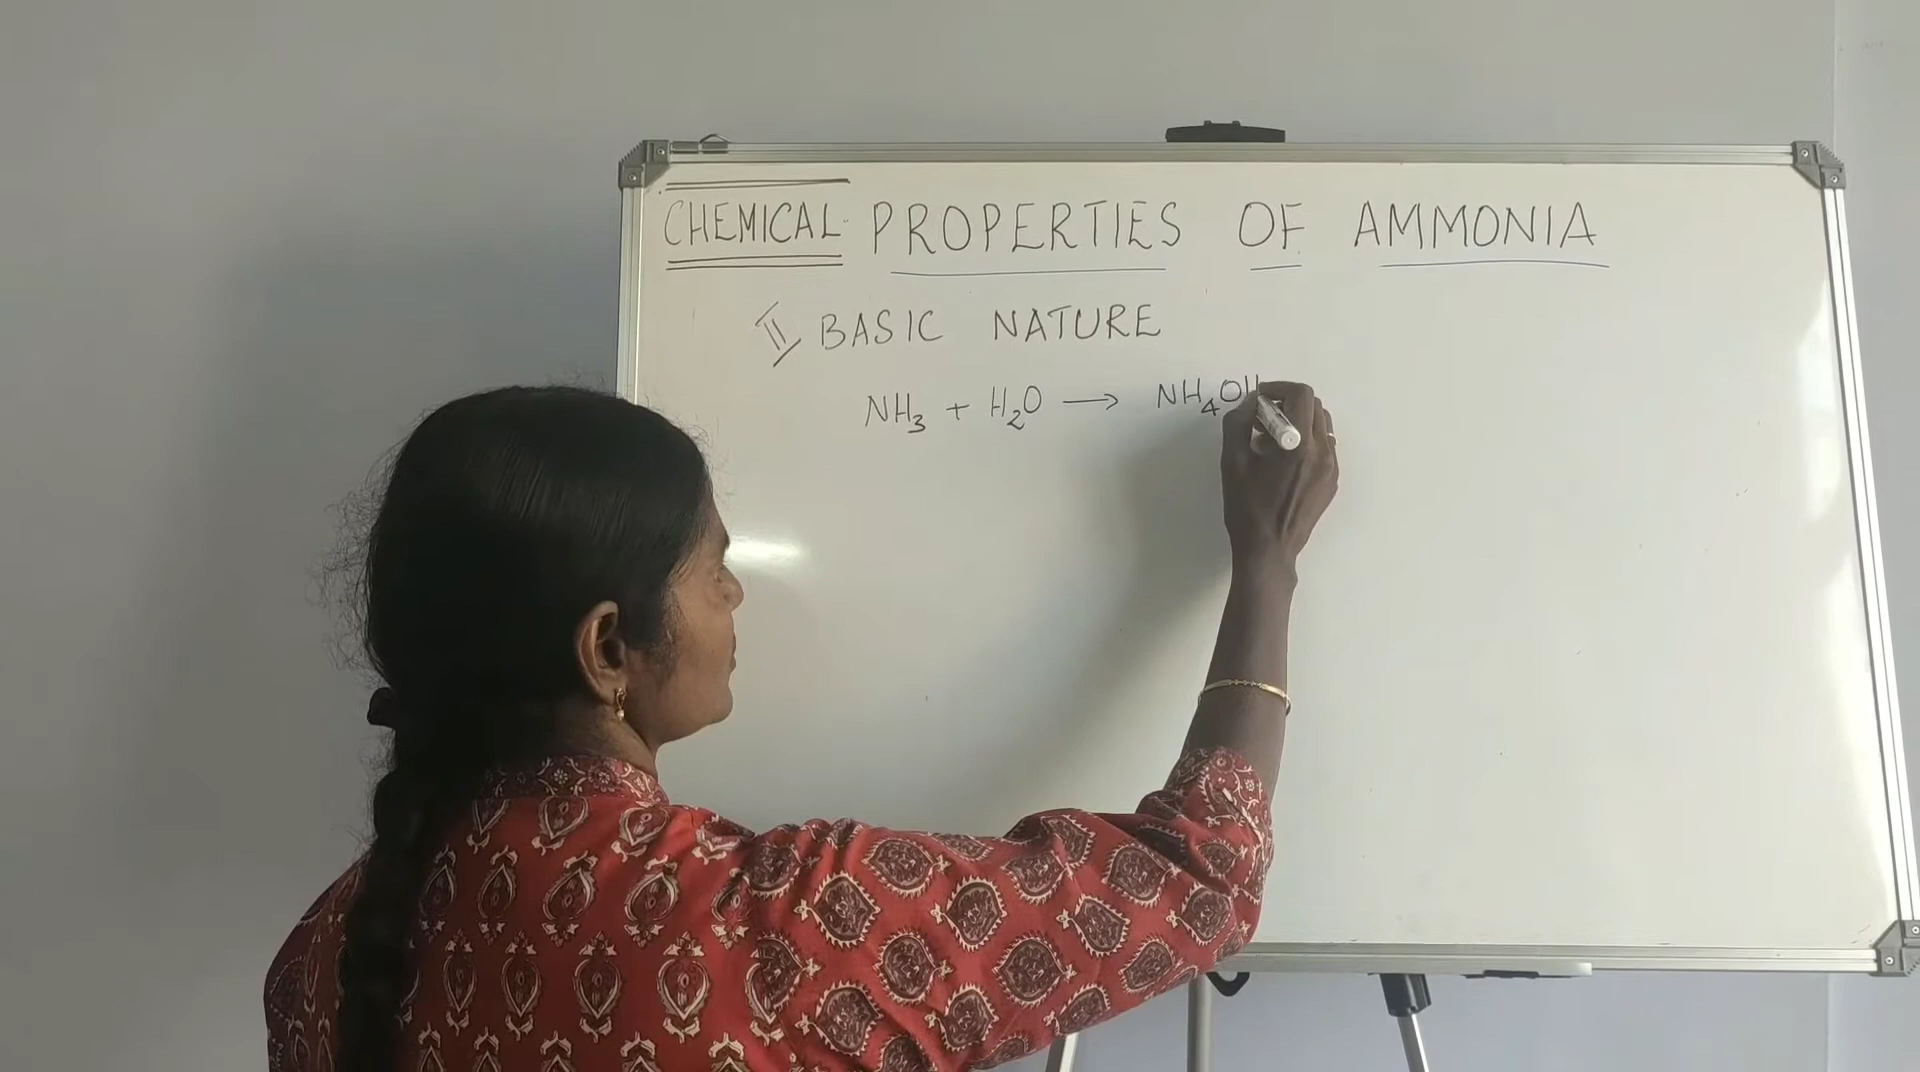 CHEMICAL PROPERTIES OF AMMONIA
II BASIC NATURE
NH₃ + H₂O → NH₄OH